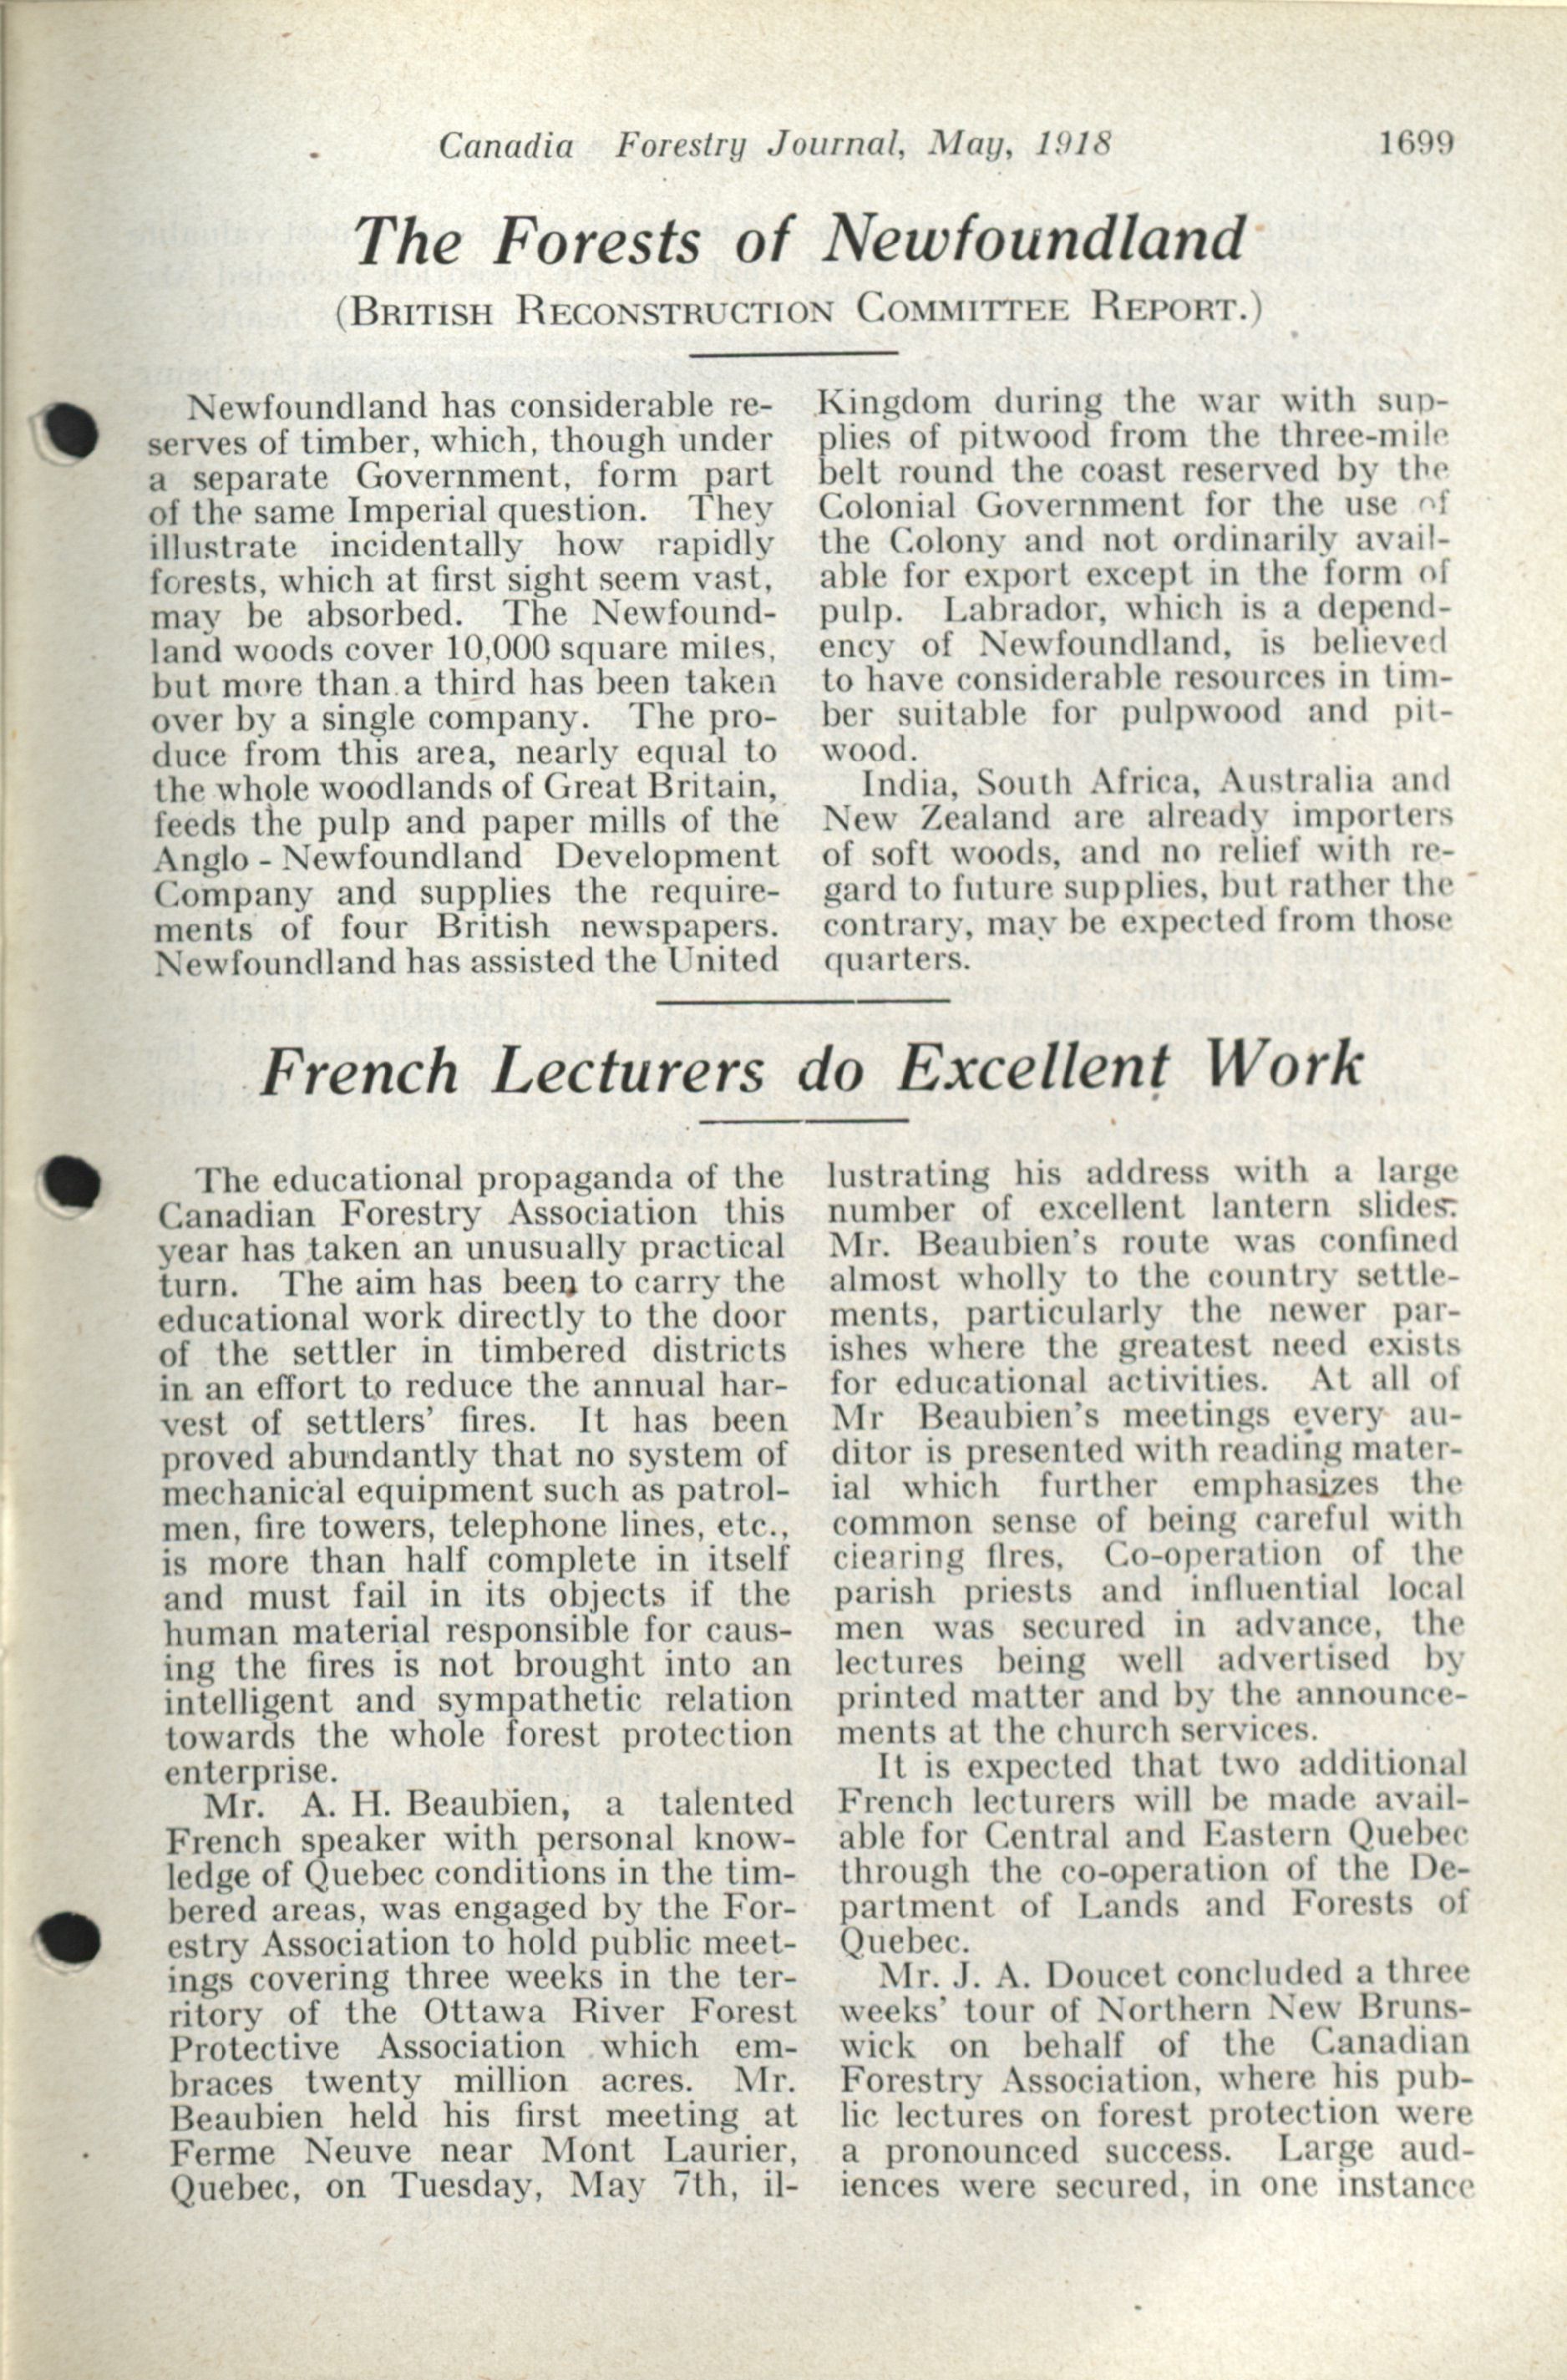 Canadia Forestry Journal, May, 1918 1699
The Forests of Newfoundland
(BRITISH RECONSTRUCTION COMMITTEE REPORT.)
Newfoundland has considerable re-
serves of timber, which, though under
a separate Government, form part
of the same Imperial question. They
illustrate incidentally how rapidly
forests, which at first sight seem vast,
may be absorbed. The Newfound-
land woods cover 10,000 square miles,
but more than a third has been taken
over by a single company. The pro-
duce from this area, nearly equal to
the whole woodlands of Great Britain,
feeds the pulp and paper mills of the
Anglo - Newfoundland Development
Company and supplies the require-
ments of four British newspapers.
Newfoundland has assisted the United
Kingdom during the war with sup-
plies of pitwood from the three-mile
belt round the coast reserved by the
Colonial Government for the use of
the Colony and not ordinarily avail-
able for export except in the form of
pulp. Labrador, which is a depend-
ency of Newfoundland, is believed
to have considerable resources in tim-
ber suitable for pulpwood and pit-
wood.
India, South Africa, Australia and
New Zealand are already importers
of soft woods, and no relief with re-
gard to future supplies, but rather the
contrary, may be expected from those
quarters.
French Lecturers do Excellent Work
The educational propaganda of the
Canadian Forestry Association this
year has taken an unusually practical
turn. The aim has been to carry the
educational work directly to the door
of the settler in timbered districts
in an effort to reduce the annual har-
vest of settlers' fires. It has been
proved abundantly that no system of
mechanical equipment such as patrol-
men, fire towers, telephone lines, etc.,
is more than half complete in itself
and must fail in its objects if the
human material responsible for caus-
ing the fires is not brought into an
intelligent and sympathetic relation
towards the whole forest protection
enterprise.
Mr. A. H. Beaubien, a talented
French speaker with personal know-
ledge of Quebec conditions in the tim-
bered areas, was engaged by the For-
estry Association to hold public meet-
ings covering three weeks in the ter-
ritory of the Ottawa River Forest
Protective Association which em-
braces twenty million acres. Mr.
Beaubien held his first meeting at
Ferme Neuve near Mont Laurier,
Quebec, on Tuesday, May 7th, il-
lustrating his address with a large
number of excellent lantern slides.
Mr. Beaubien's route was confined
almost wholly to the country settle-
ments, particularly the newer par-
ishes where the greatest need exists
for educational activities. At all of
Mr Beaubien's meetings every au-
ditor is presented with reading mater-
ial which further emphasizes the
common sense of being careful with
clearing fires, Co-operation of the
parish priests and influential local
men was secured in advance, the
lectures being well advertised by
printed matter and by the announce-
ments at the church services.
It is expected that two additional
French lecturers will be made avail-
able for Central and Eastern Quebec
through the co-operation of the De-
partment of Lands and Forests of
Quebec.
Mr. J. A. Doucet concluded a three
weeks' tour of Northern New Bruns-
wick on behalf of the Canadian
Forestry Association, where his pub-
lic lectures on forest protection were
a pronounced success. Large aud-
iences were secured, in one instance